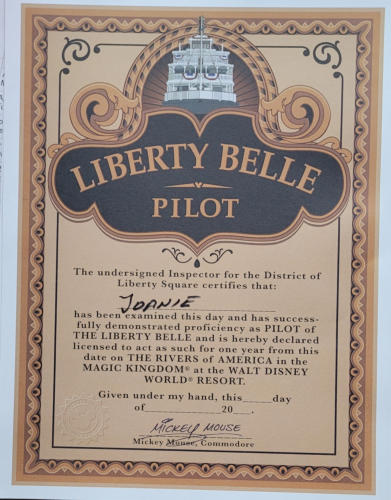 LIBERTY BELLE
PILOT
The undersigned Inspector for the District of
Liberty Square certifies that:
JOANIE
has been examined this day and has success-
fully demonstrated proficiency as PILOT of
THE LIBERTY BELLE and is hereby declared
licensed to act as such for one year from this
date on THE RIVERS of AMERICA in the
MAGIC KINGDOM® at the WALT DISNEY
WORLD® RESORT.
Given under my hand, this_____day
of______________20___.
MICKEY MOUSE
Mickey Mouse, Commodore